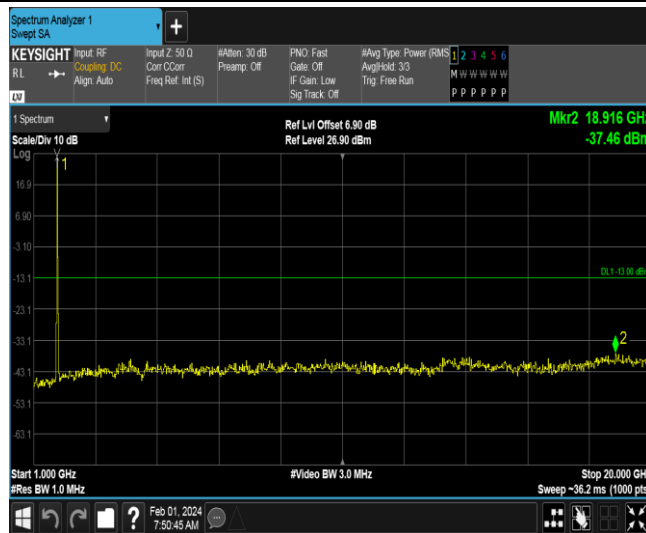 Spectrum Analyzer 1
Swept SA
+
KEYSIGHT
RL
LXI
Input: RF
Coupling: DC
Align: Auto
Input Z: 50 Ω
Corr CCorr
Freq Ref: Int (S)
#Atten: 30 dB
Preamp: Off
PNO: Fast
Gate: Off
IF Gain: Low
Sig Track: Off
#Avg Type: Power (RMS
Avg|Hold: 3/3
Trig: Free Run
1 2 3 4 5 6
M W W W W W
P P P P P P
1 Spectrum
Scale/Div 10 dB
Log
Ref Lvl Offset 6.90 dB
Ref Level 26.90 dBm
Mkr2 18.916 GHz
-37.46 dBm
1
16.9
6.90
-3.10
-13.1
DL1 -13.00 dBm
-23.1
-33.1
2
-43.1
-53.1
-63.1
Start 1.000 GHz
#Res BW 1.0 MHz
#Video BW 3.0 MHz
Stop 20.000 GHz
Sweep ~36.2 ms (1000 pts
?
Feb 01, 2024
7:50:45 AM